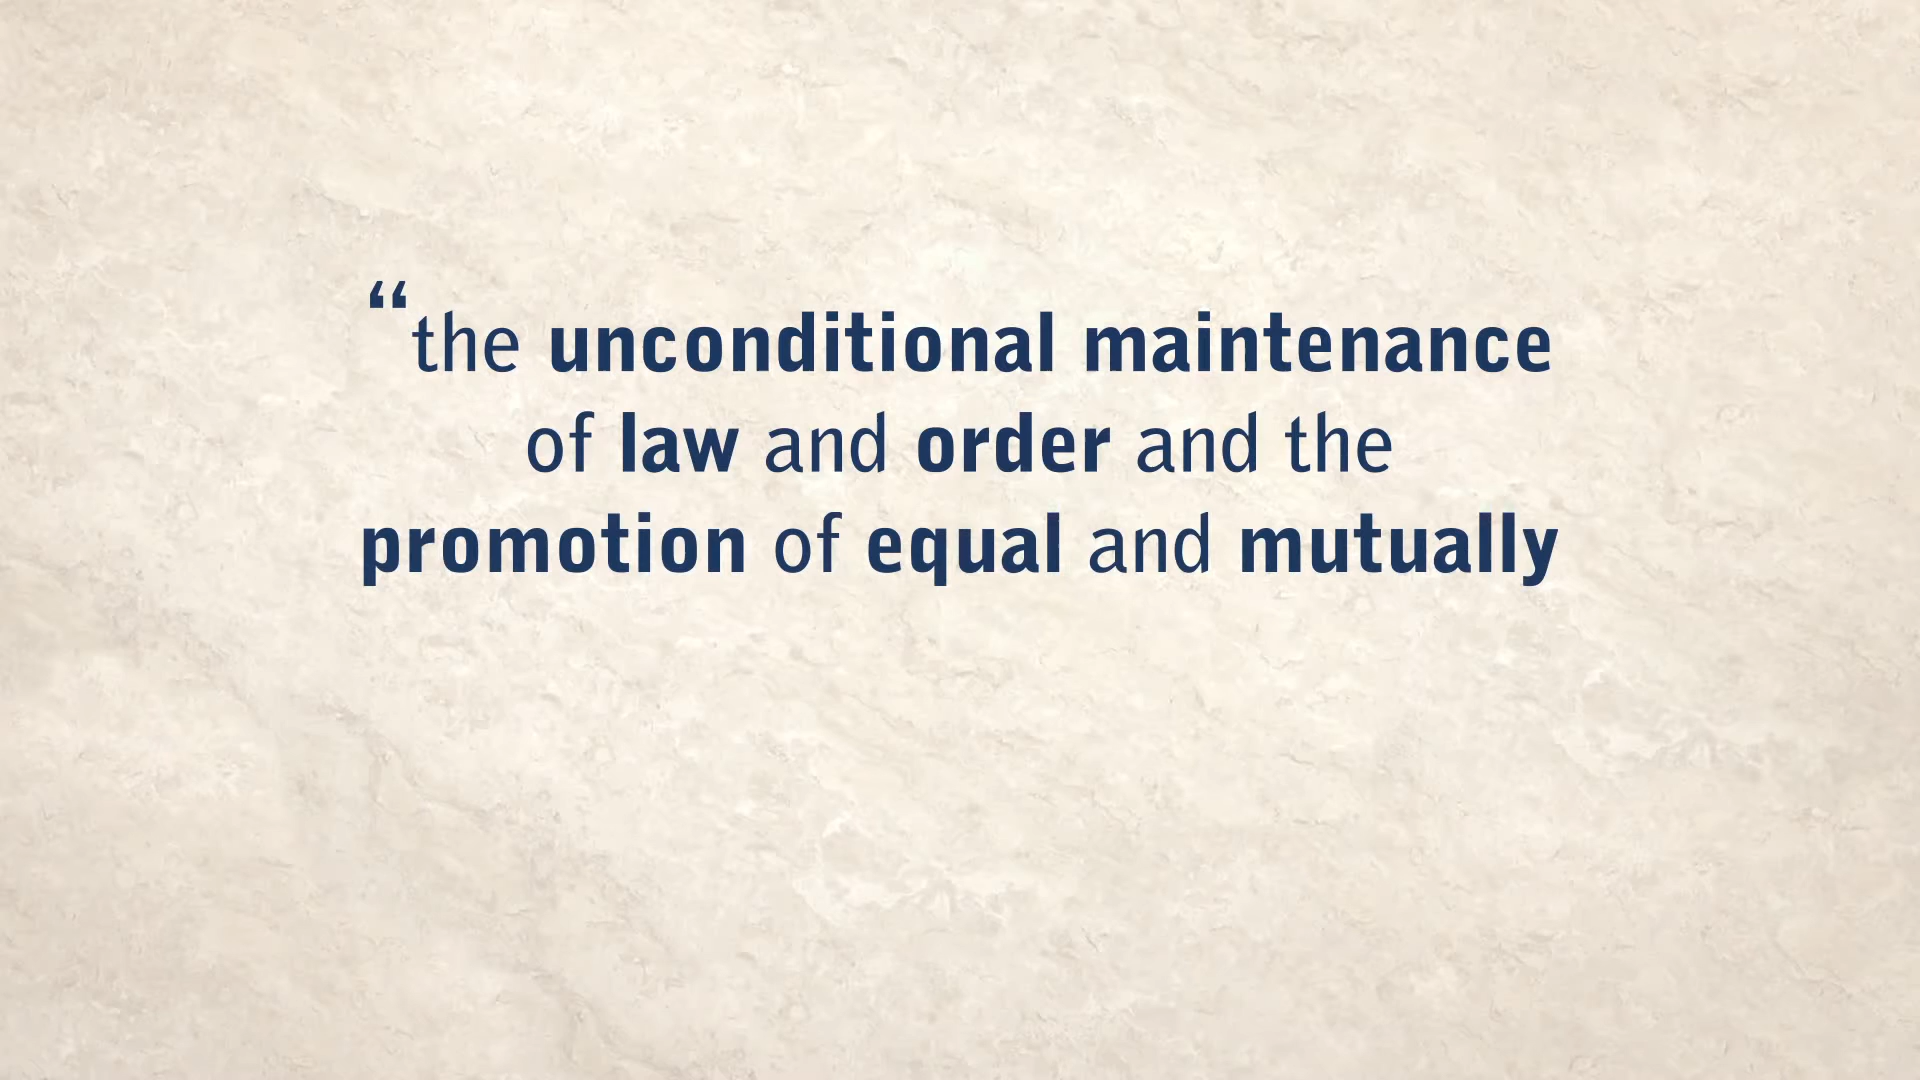 “the unconditional maintenance
of law and order and the
promotion of equal and mutually